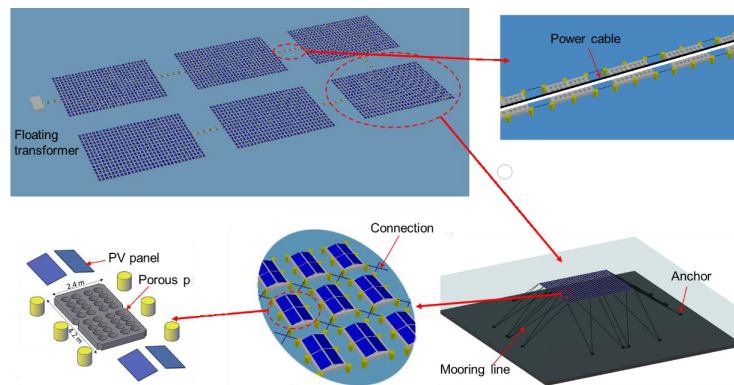 Power cable
Floating
transformer
Connection
PV panel
Porous p
2.4 m
4.2 m
Anchor
Mooring line